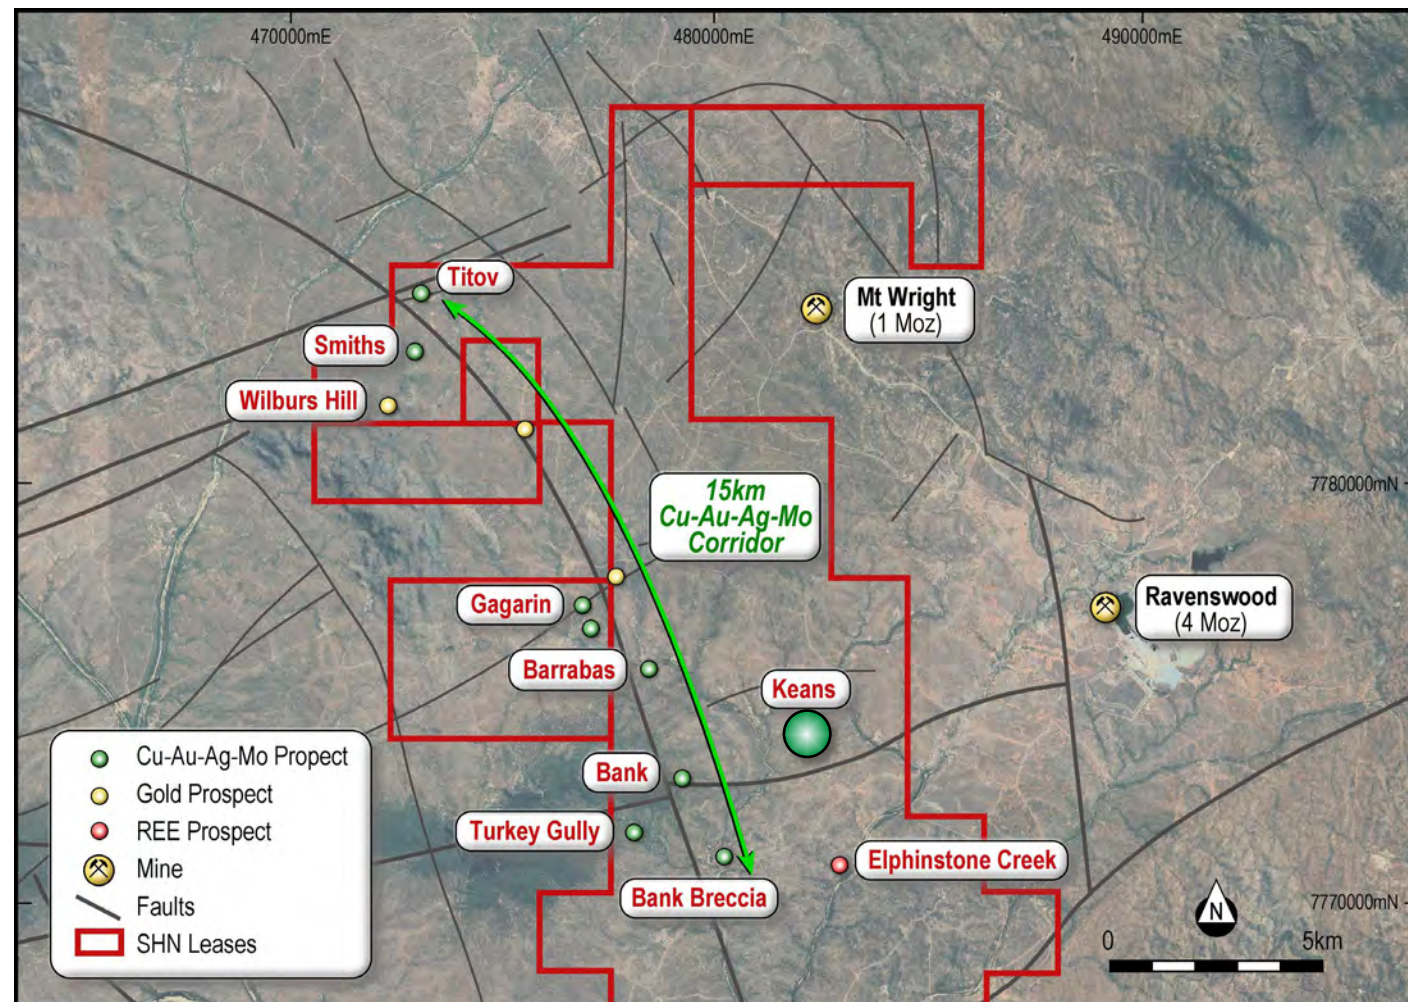 470000mE
480000mE
490000mE
Titov
Mt Wright
(1 Moz)
Smiths
Wilburs Hill
15km
Cu-Au-Ag-Mo
Corridor
7780000mN
Gagarin
Ravenswood
(4 Moz)
Barrabas
Keans
Bank
Turkey Gully
Elphinstone Creek
Bank Breccia
7770000mN
Cu-Au-Ag-Mo Propect
Gold Prospect
REE Prospect
Mine
Faults
SHN Leases
N
0 5km